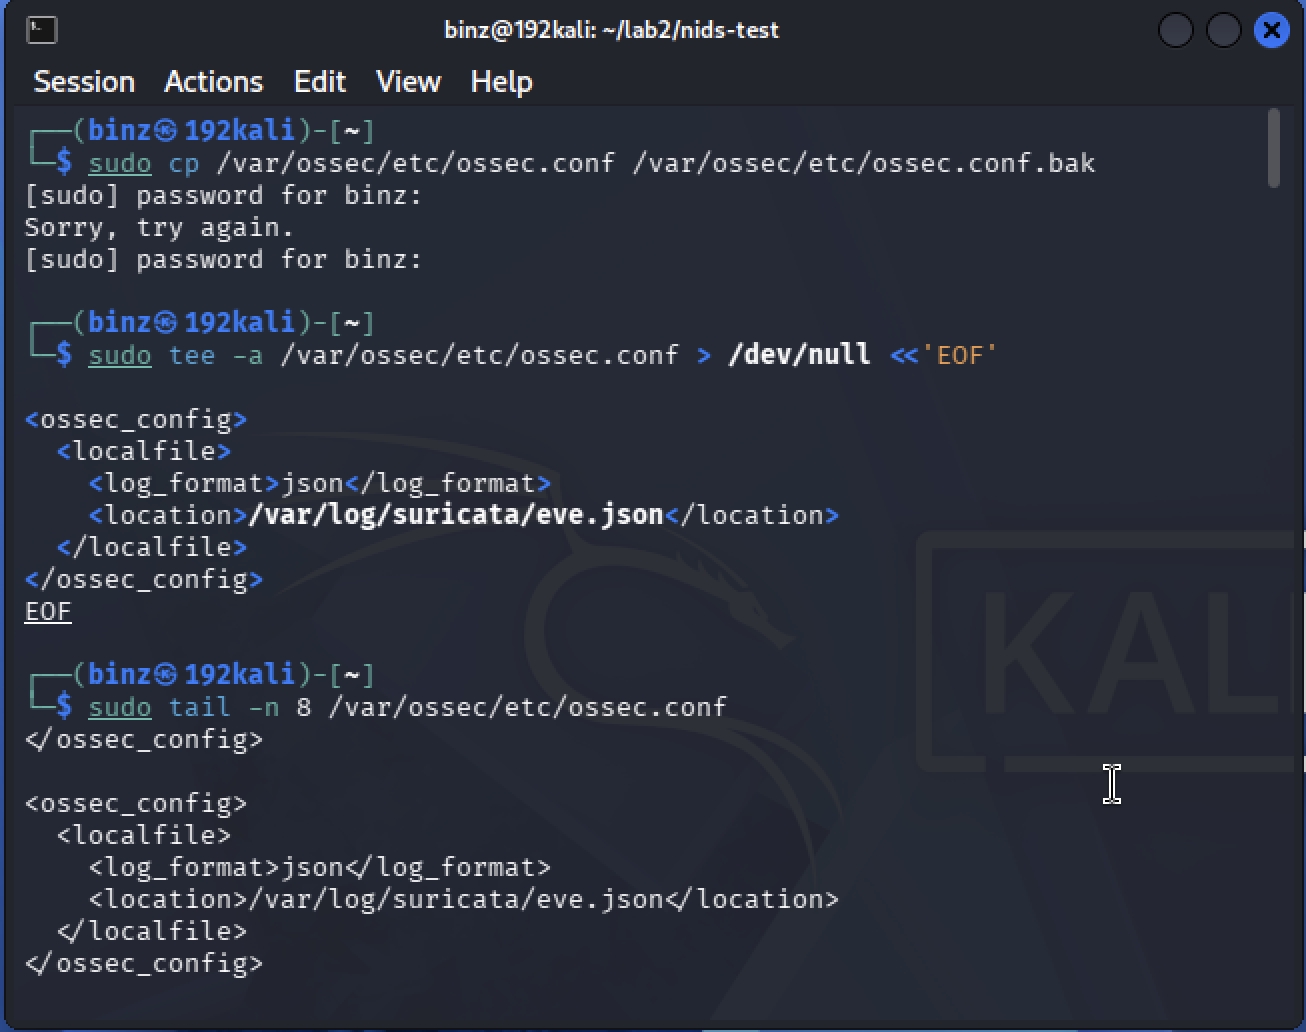 binz@192kali: ~/lab2/nids-test
Session Actions Edit View Help
┌──(binz㉿192kali)-[~]
└─$ sudo cp /var/ossec/etc/ossec.conf /var/ossec/etc/ossec.conf.bak
[sudo] password for binz:
Sorry, try again.
[sudo] password for binz:
┌──(binz㉿192kali)-[~]
└─$ sudo tee -a /var/ossec/etc/ossec.conf > /dev/null <<'EOF'
<ossec_config>
  <localfile>
    <log_format>json</log_format>
    <location>/var/log/suricata/eve.json</location>
  </localfile>
</ossec_config>
EOF
┌──(binz㉿192kali)-[~]
└─$ sudo tail -n 8 /var/ossec/etc/ossec.conf
</ossec_config>
<ossec_config>
  <localfile>
    <log_format>json</log_format>
    <location>/var/log/suricata/eve.json</location>
  </localfile>
</ossec_config>
KAL